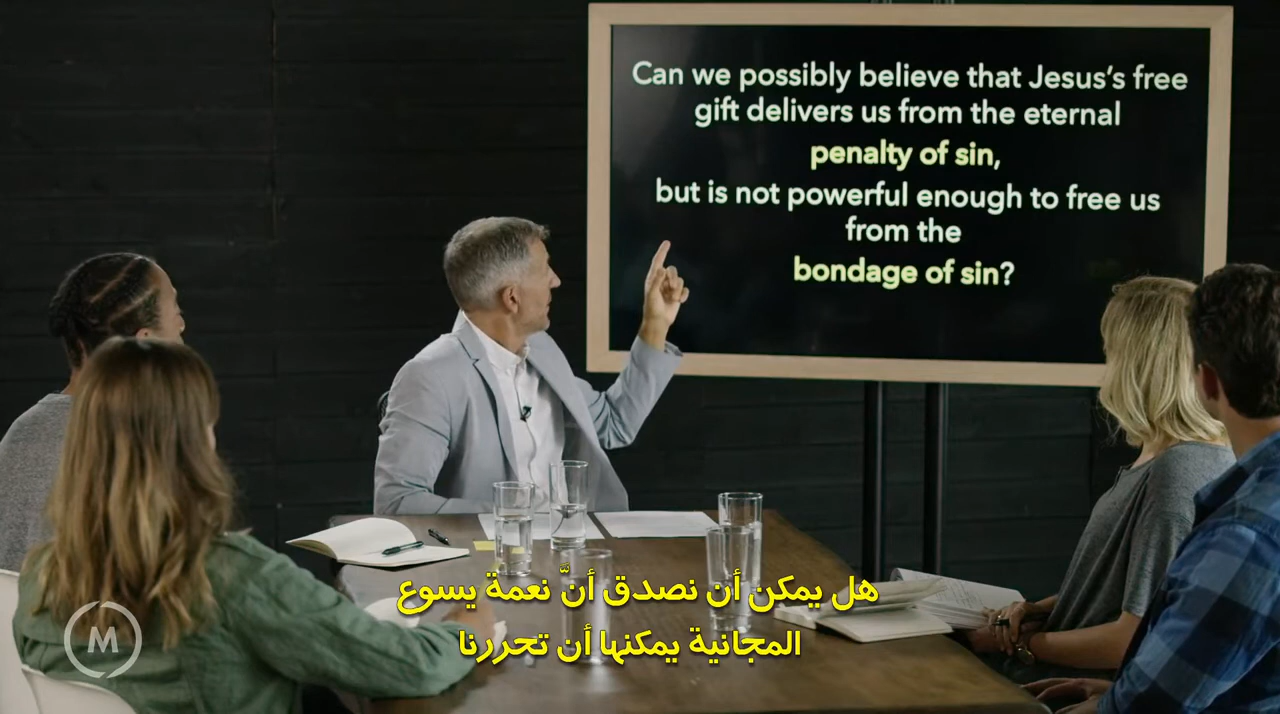 Can we possibly believe that Jesus's free
gift delivers us from the eternal
penalty of sin,
but is not powerful enough to free us
from the
bondage of sin?
هل يمكن أن نصدق أنَّ نعمة يسوع
المجانية يمكنها أن تحررنا
M